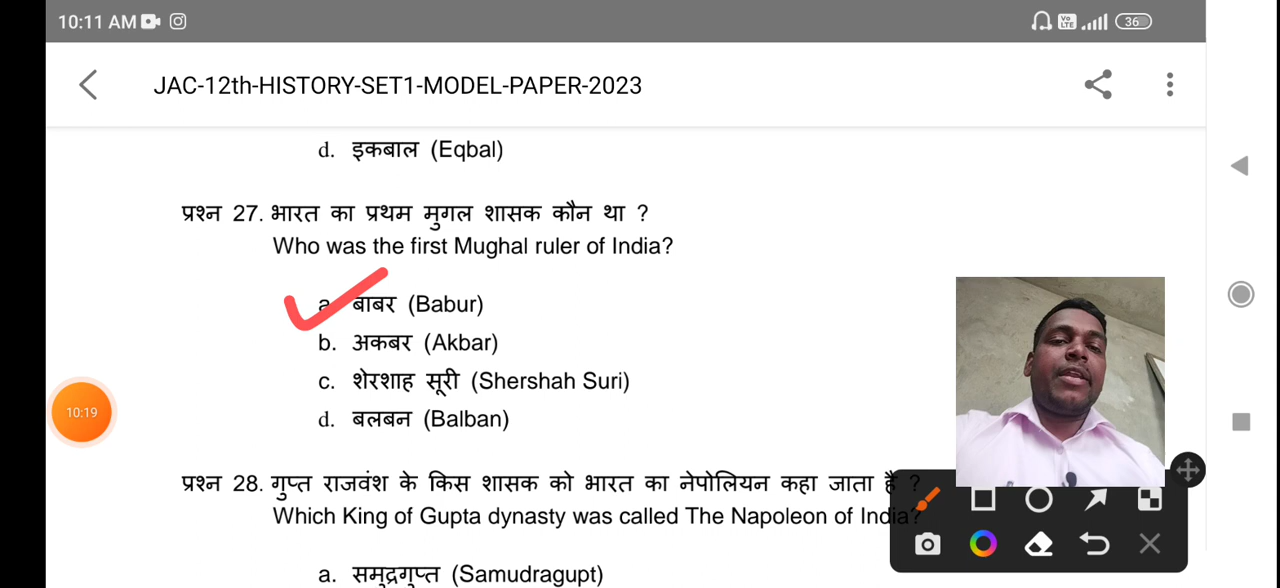 10:11 AM
Vo LTE
36
JAC-12th-HISTORY-SET1-MODEL-PAPER-2023
d. इकबाल (Eqbal)
प्रश्न 27. भारत का प्रथम मुगल शासक कौन था ?
Who was the first Mughal ruler of India?
a. बाबर (Babur)
b. अकबर (Akbar)
c. शेरशाह सूरी (Shershah Suri)
d. बलबन (Balban)
10:19
प्रश्न 28. गुप्त राजवंश के किस शासक को भारत का नेपोलियन कहा जाता है ?
Which King of Gupta dynasty was called The Napoleon of India?
a. समुद्रगुप्त (Samudragupt)